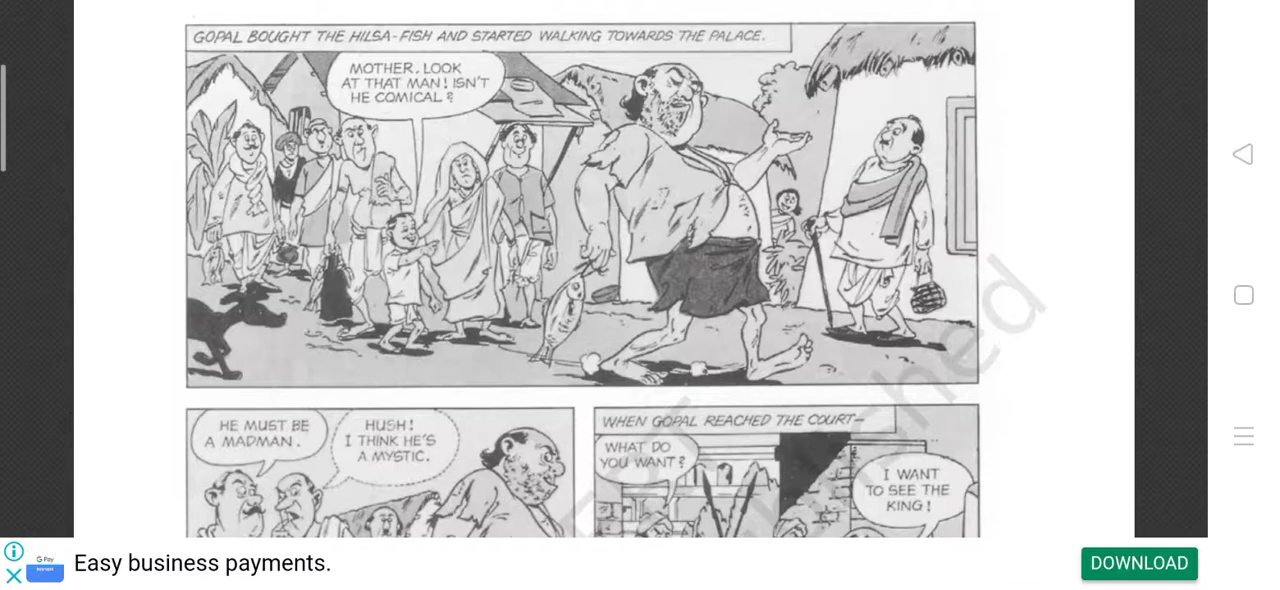 GOPAL BOUGHT THE HILSA-FISH AND STARTED WALKING TOWARDS THE PALACE.
MOTHER, LOOK
AT THAT MAN! ISN'T
HE COMICAL?
HE MUST BE
A MADMAN.
HUSH!
I THINK HE'S
A MYSTIC.
WHEN GOPAL REACHED THE COURT—
WHAT DO
YOU WANT?
I WANT
TO SEE THE
KING!
G Pay
Easy business payments.
DOWNLOAD